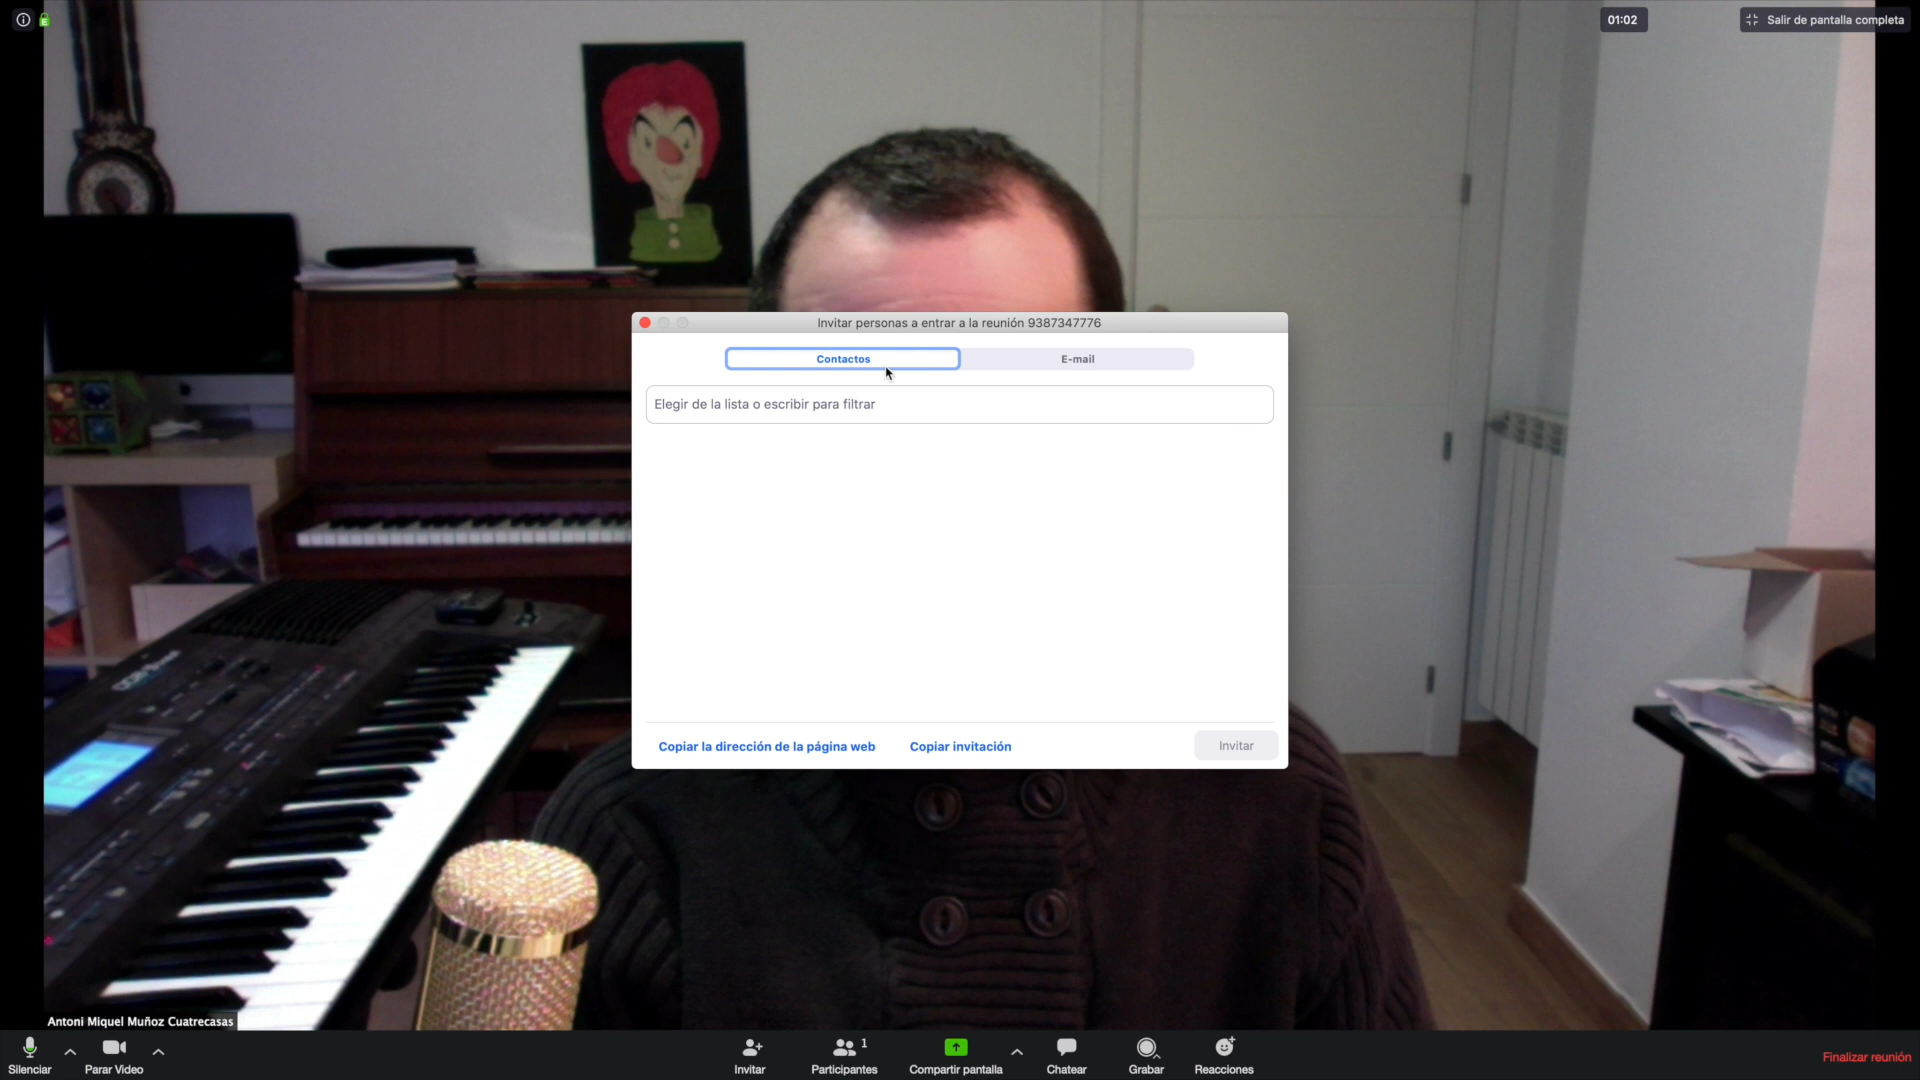 01:02
Salir de pantalla completa
Invitar personas a entrar a la reunión 9387347776
Contactos
E-mail
Elegir de la lista o escribir para filtrar
Copiar la dirección de la página web
Copiar invitación
Invitar
Antoni Miquel Muñoz Cuatrecasas
Silenciar
Parar Video
Invitar
1
Participantes
Compartir pantalla
Chatear
Grabar
Reacciones
Finalizar reunión